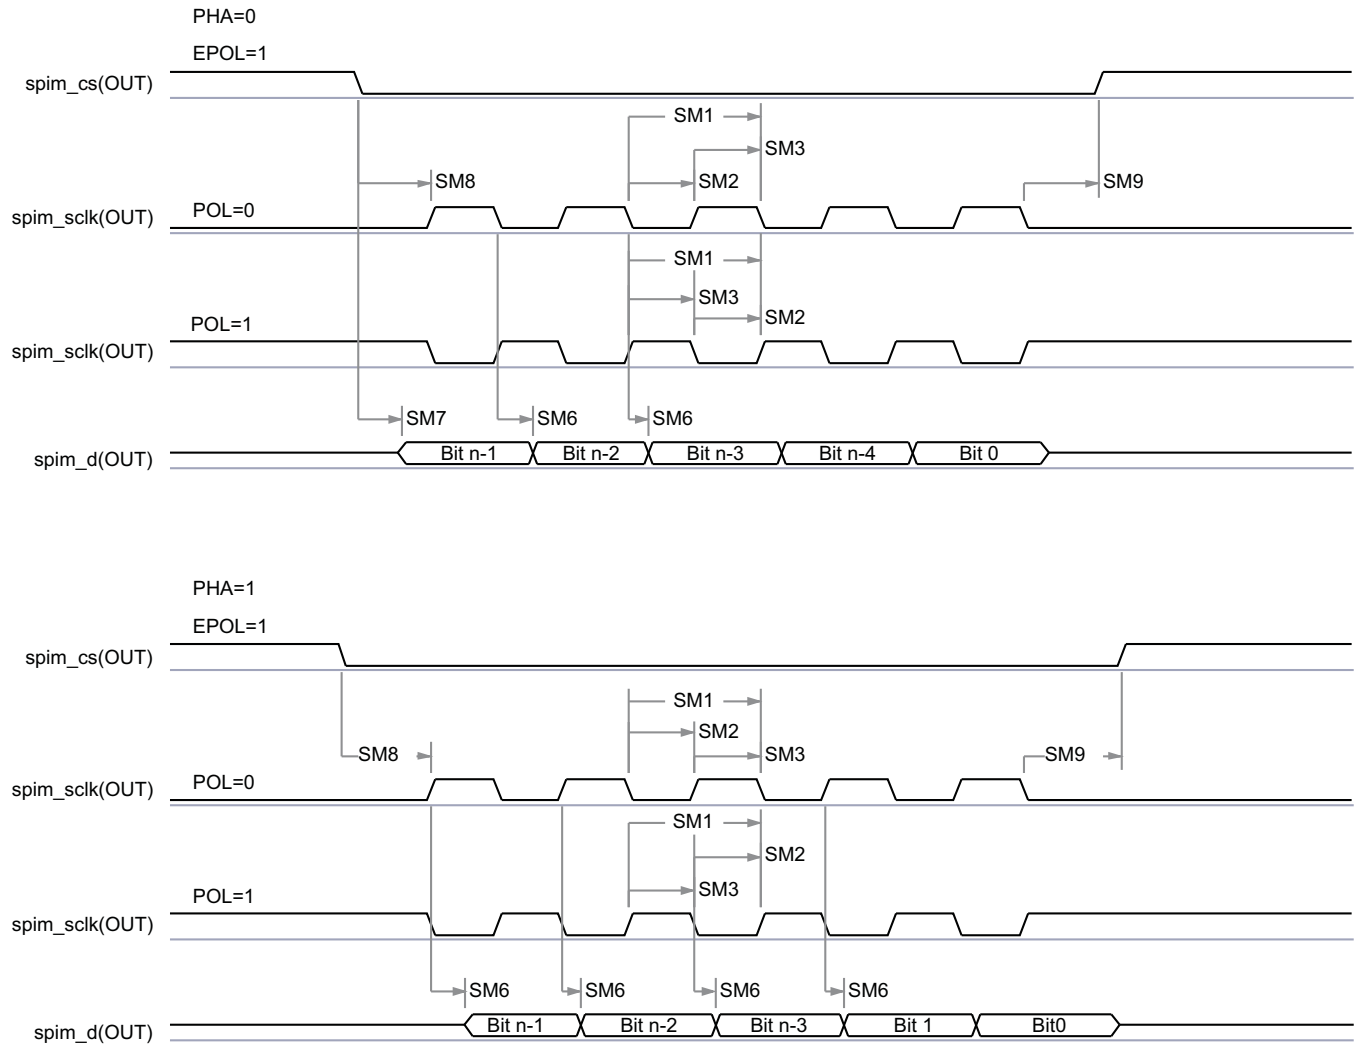 PHA=0
EPOL=1
spim_cs(OUT)
SM1
SM3
SM8
SM2
SM9
POL=0
spim_sclk(OUT)
SM1
SM3
SM2
POL=1
spim_sclk(OUT)
SM7
SM6
SM6
spim_d(OUT)
Bit n-1 Bit n-2 Bit n-3 Bit n-4 Bit 0
PHA=1
EPOL=1
spim_cs(OUT)
SM1
SM2
SM8
SM3
SM9
POL=0
spim_sclk(OUT)
SM1
SM2
SM3
POL=1
spim_sclk(OUT)
SM6
SM6
SM6
SM6
spim_d(OUT)
Bit n-1 Bit n-2 Bit n-3 Bit 1 Bit0